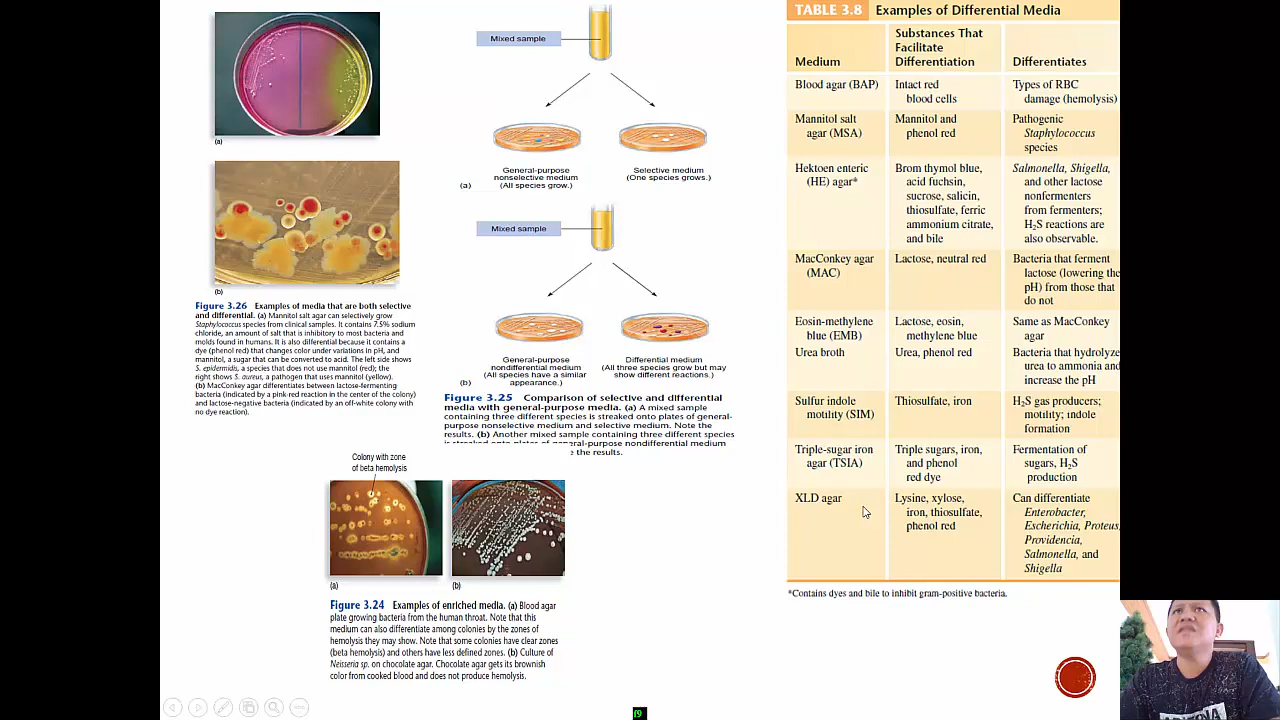 (a)
(b)
Figure 3.26 Examples of media that are both selective
and differential. (a) Mannitol salt agar can selectively grow
Staphylococcus species from clinical samples. It contains 7.5% sodium
chloride, an amount of salt that is inhibitory to most bacteria and
molds found in humans. It is also differential because it contains a
dye (phenol red) that changes color under variations in pH, and
mannitol, a sugar that can be converted to acid. The left side shows
S. epidermidis, a species that does not use mannitol (red); the
right shows S. aureus, a pathogen that uses mannitol (yellow).
(b) MacConkey agar differentiates between lactose-fermenting
bacteria (indicated by a pink-red reaction in the center of the colony)
and lactose-negative bacteria (indicated by an off-white colony with
no dye reaction).
Mixed sample
General-purpose
nonselective medium
(All species grow.)
Selective medium
(One species grows.)
(a)
Mixed sample
General-purpose
nondifferential medium
(All species have a similar
appearance.)
Differential medium
(All three species grow but may
show different reactions.)
(b)
Figure 3.25 Comparison of selective and differential
media with general-purpose media. (a) A mixed sample
containing three different species is streaked onto plates of general-
purpose nonselective medium and selective medium. Note the
results. (b) Another mixed sample containing three different species
is streaked onto plates of general-purpose nondifferential medium
e the results.
Colony with zone
of beta hemolysis
(a)
(b)
Figure 3.24 Examples of enriched media. (a) Blood agar
plate growing bacteria from the human throat. Note that this
medium can also differentiate among colonies by the zones of
hemolysis they may show. Note that some colonies have clear zones
(beta hemolysis) and others have less defined zones. (b) Culture of
Neisseria sp. on chocolate agar. Chocolate agar gets its brownish
color from cooked blood and does not produce hemolysis.
TABLE 3.8 Examples of Differential Media
Medium
Substances That
Facilitate
Differentiation
Differentiates
Blood agar (BAP)
Intact red
blood cells
Types of RBC
damage (hemolysis)
Mannitol salt
agar (MSA)
Mannitol and
phenol red
Pathogenic
Staphylococcus
species
Hektoen enteric
(HE) agar*
Brom thymol blue,
acid fuchsin,
sucrose, salicin,
thiosulfate, ferric
ammonium citrate,
and bile
Salmonella, Shigella,
and other lactose
nonfermenters
from fermenters;
H₂S reactions are
also observable.
MacConkey agar
(MAC)
Lactose, neutral red
Bacteria that ferment
lactose (lowering the
pH) from those that
do not
Eosin-methylene
blue (EMB)
Lactose, eosin,
methylene blue
Same as MacConkey
agar
Urea broth
Urea, phenol red
Bacteria that hydrolyze
urea to ammonia and
increase the pH
Sulfur indole
motility (SIM)
Thiosulfate, iron
H₂S gas producers;
motility; indole
formation
Triple-sugar iron
agar (TSIA)
Triple sugars, iron,
and phenol
red dye
Fermentation of
sugars, H₂S
production
XLD agar
Lysine, xylose,
iron, thiosulfate,
phenol red
Can differentiate
Enterobacter,
Escherichia, Proteus,
Providencia,
Salmonella, and
Shigella
*Contains dyes and bile to inhibit gram-positive bacteria.
f9